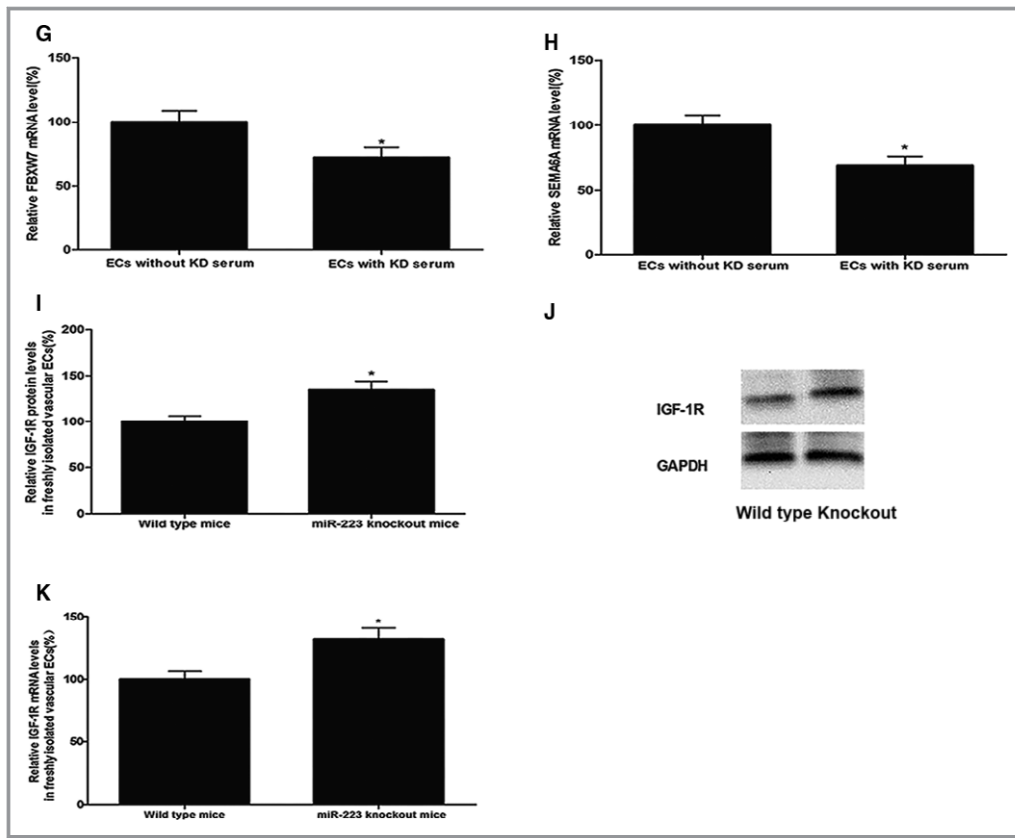 G
Relative FBXW7 mRNA level(%)
150
100
50
0
*
ECs without KD serum
ECs with KD serum
H
Relative SEMA6A mRNA level(%)
150
100
50
0
*
ECs without KD serum
ECs with KD serum
I
Relative IGF-1R protein levels
in freshly isolated vascular ECs(%)
200
150
100
50
0
*
Wild type mice
miR-223 knockout mice
J
IGF-1R
GAPDH
Wild type Knockout
K
Relative IGF-1R mRNA levels
in freshly isolated vascular ECs(%)
150
100
50
0
*
Wild type mice
miR-223 knockout mice